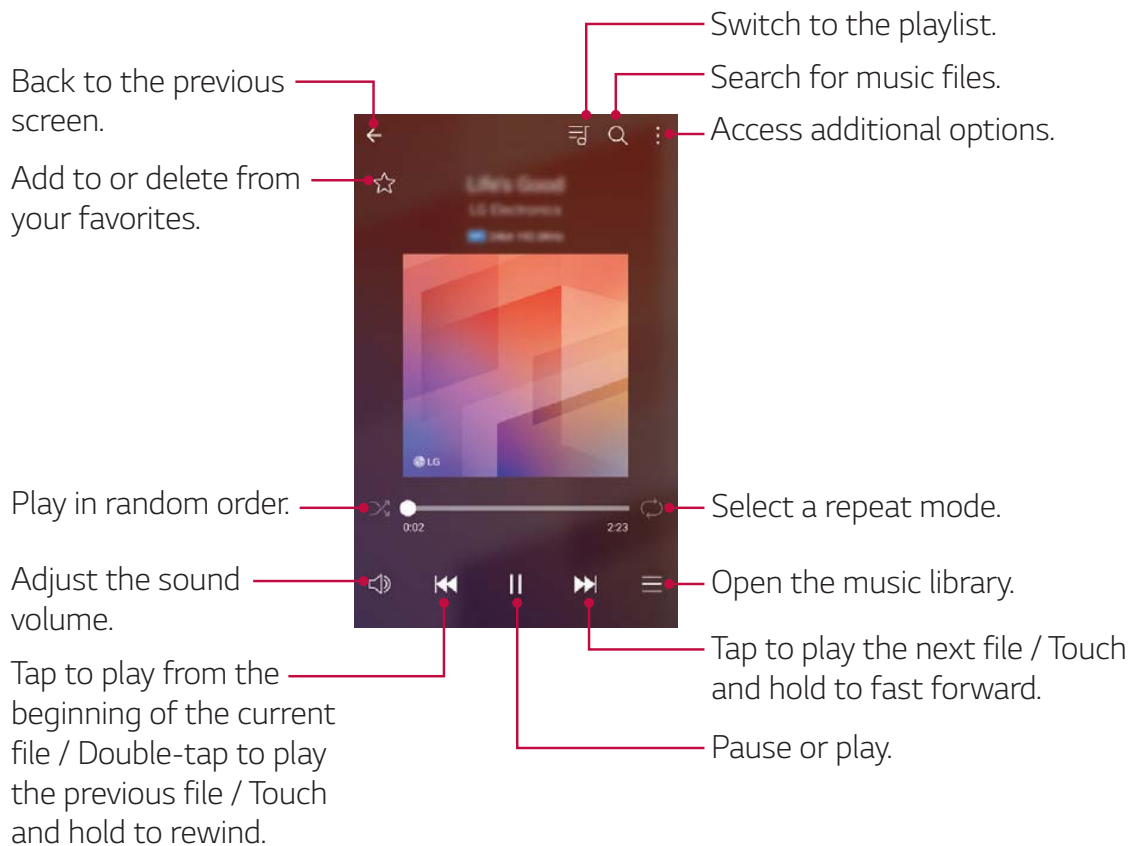 Switch to the playlist.
Back to the previous
screen.
Search for music files.
Access additional options.
Add to or delete from
your favorites.
Life's Good
LG Electronics
LG
Play in random order.
Select a repeat mode.
0:02
2:23
Adjust the sound
volume.
Open the music library.
Tap to play from the
beginning of the current
file / Double-tap to play
the previous file / Touch
and hold to rewind.
Tap to play the next file / Touch
and hold to fast forward.
Pause or play.